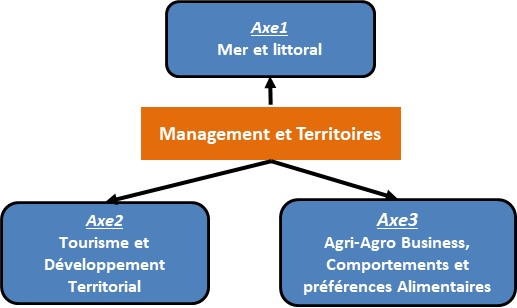 Axe1
Mer et littoral
Management et Territoires
Axe2
Tourisme et
Développement
Territorial
Axe3
Agri-Agro Business,
Comportements et
préférences Alimentaires